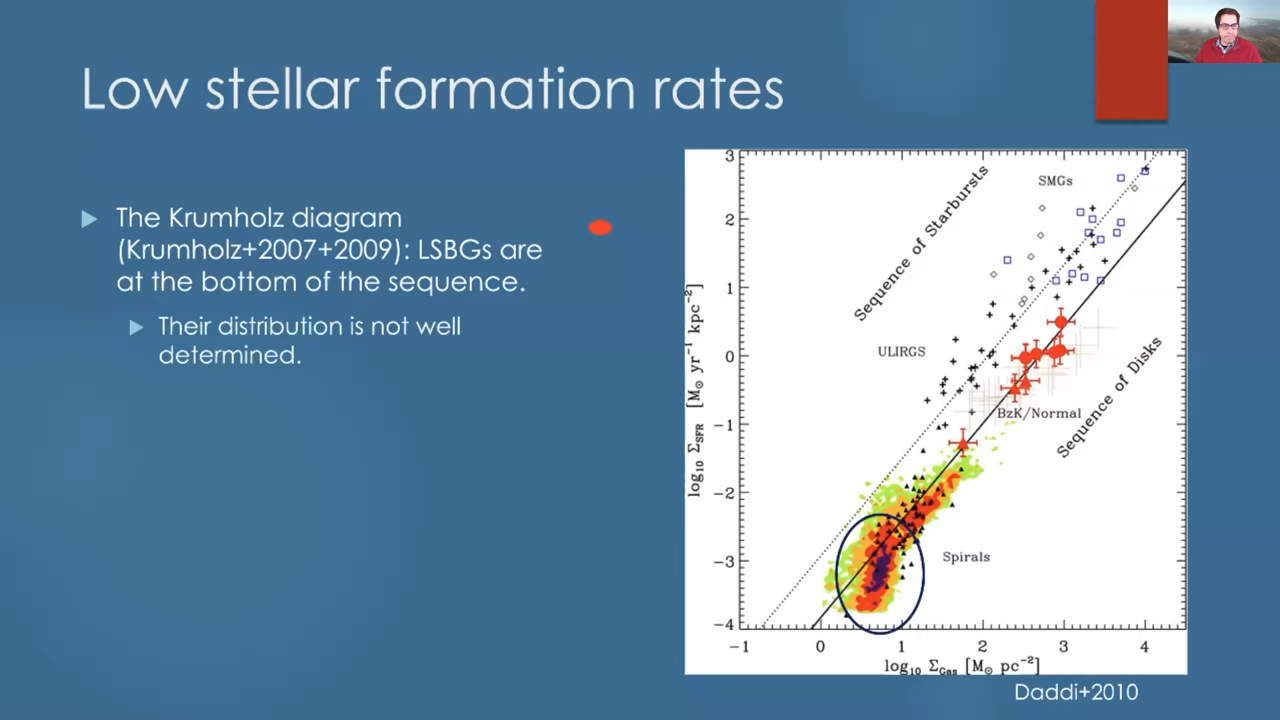 Low stellar formation rates
The Krumholz diagram
(Krumholz+2007+2009): LSBGs are
at the bottom of the sequence.
Their distribution is not well
determined.
3
2
1
0
−1
−2
−3
−4
log₁₀ Σ_SFR [M⊙ yr⁻¹ kpc⁻²]
Sequence of Starbursts
SMGs
ULIRGS
BzK/Normal
Sequence of Disks
Spirals
−1 0 1 2 3 4
log₁₀ Σ_Gas [M⊙ pc⁻²]
Daddi+2010